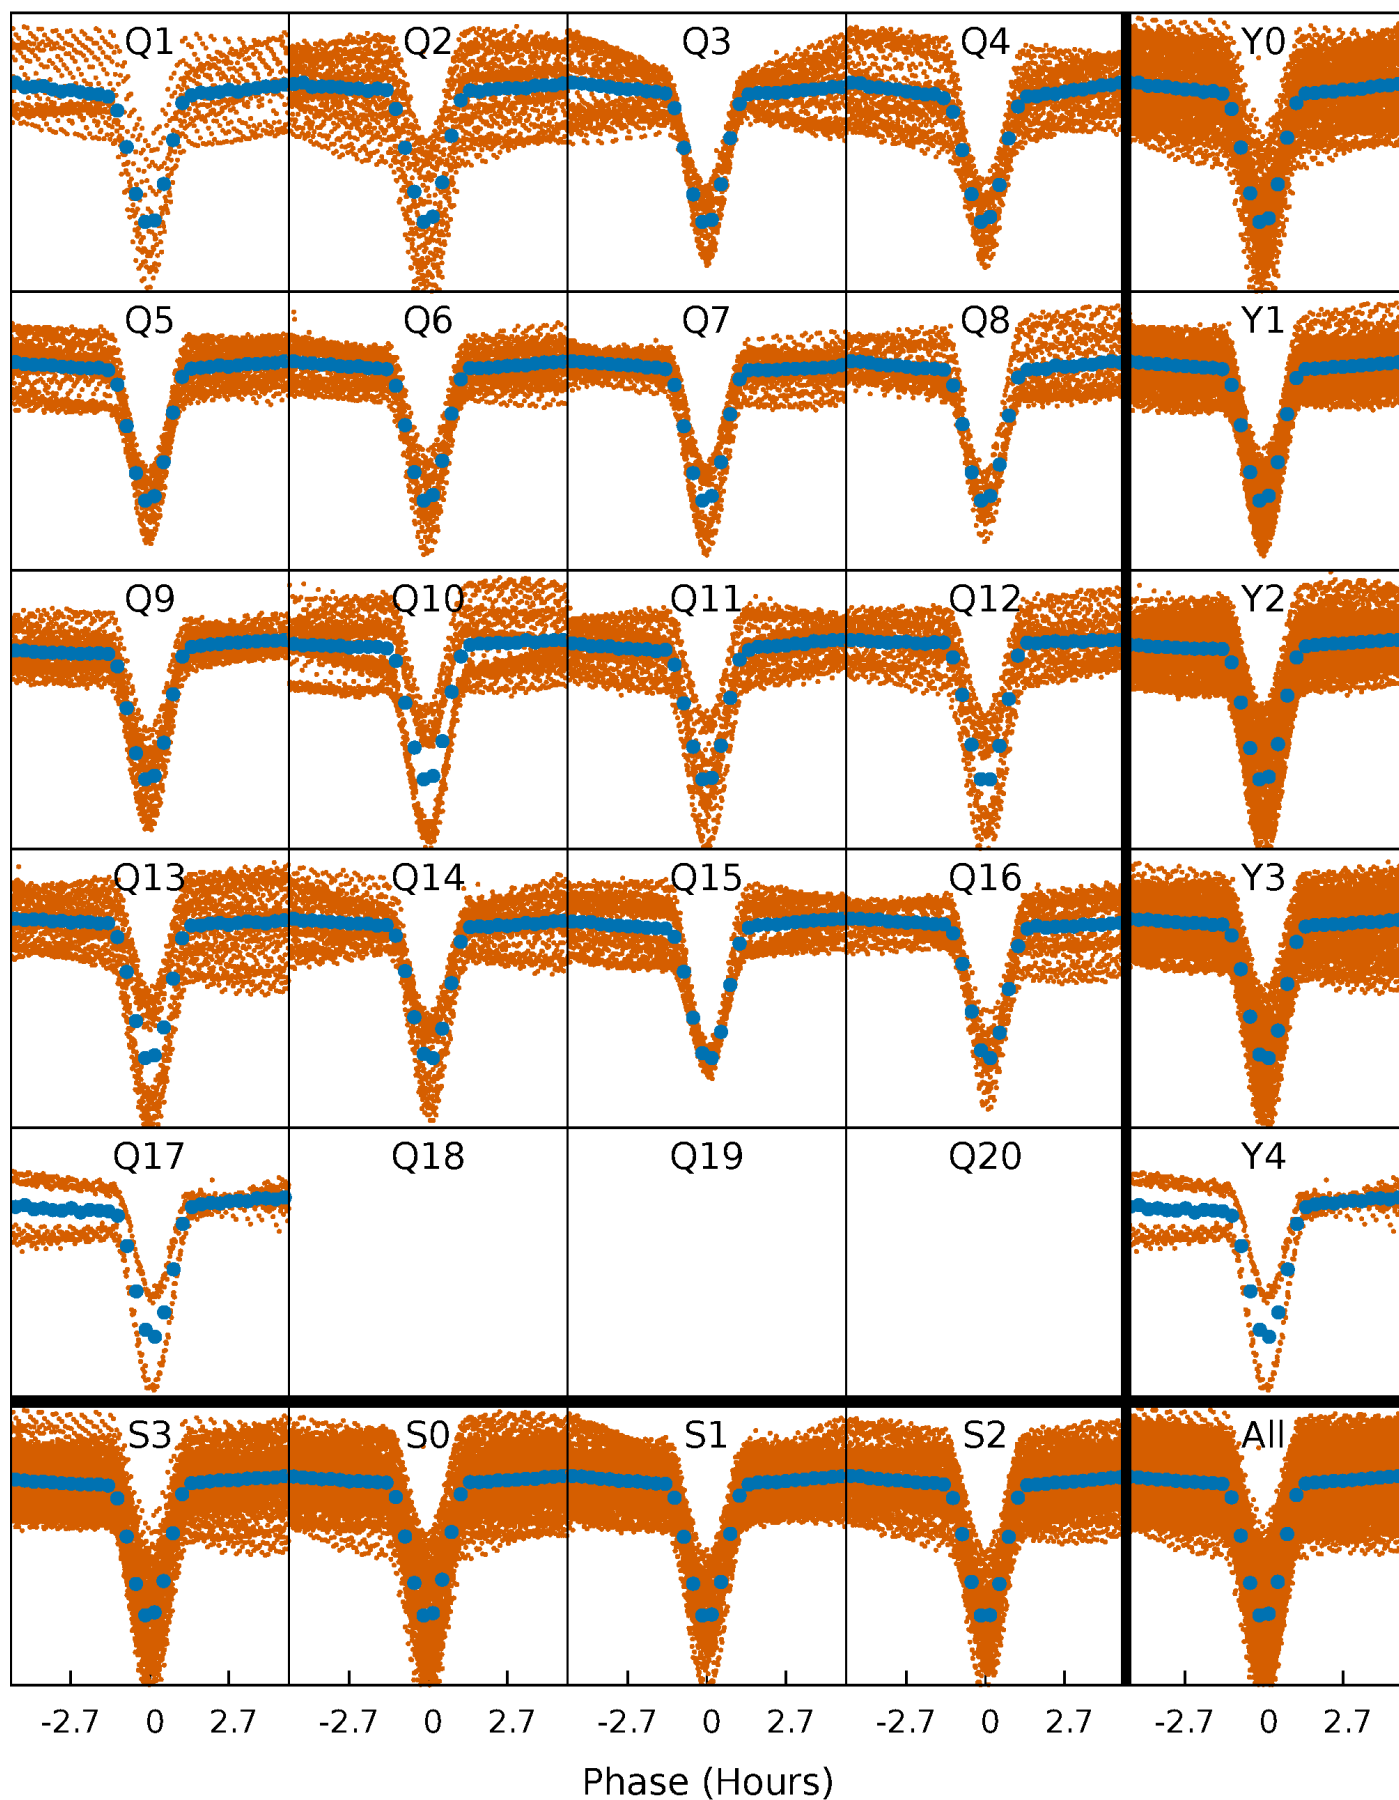 Q1 Q2 Q3 Q4 Y0
Q5 Q6 Q7 Q8 Y1
Q9 Q10 Q11 Q12 Y2
Q13 Q14 Q15 Q16 Y3
Q17 Q18 Q19 Q20 Y4
S3 S0 S1 S2 All
-2.7 0 2.7 -2.7 0 2.7 -2.7 0 2.7 -2.7 0 2.7 -2.7 0 2.7
Phase (Hours)